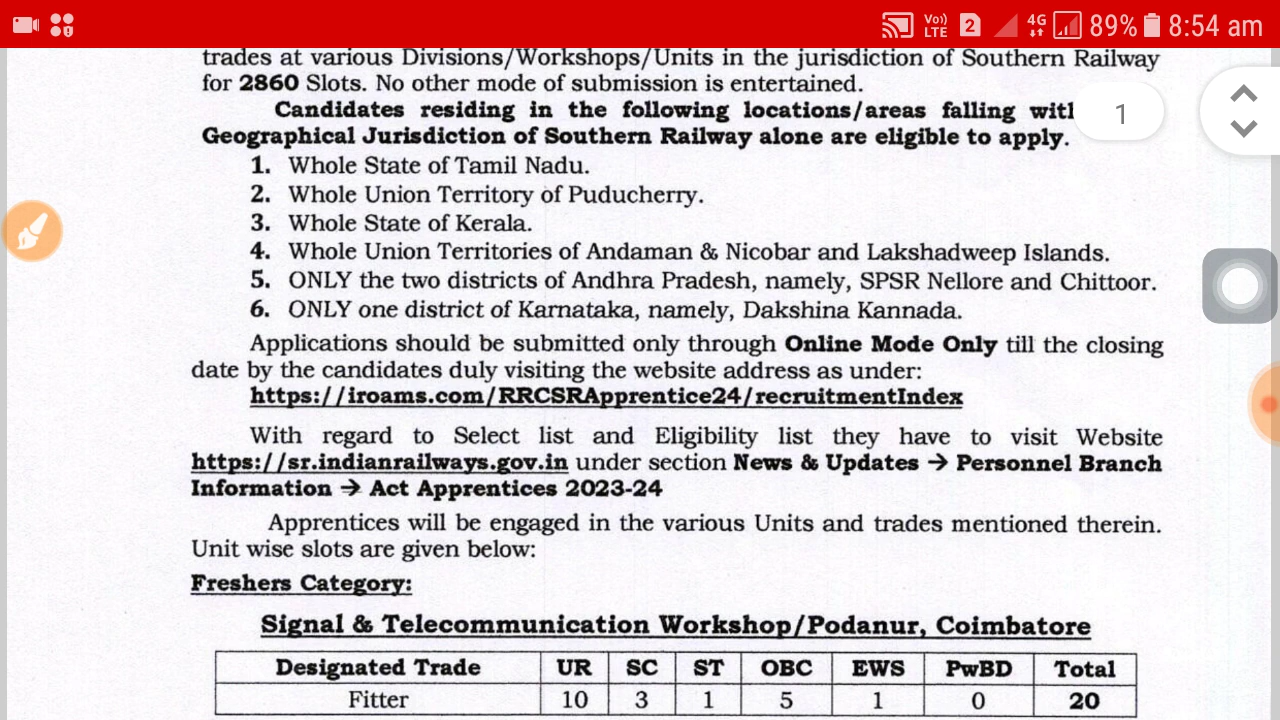 Vo)) LTE 2 4G 89% 8:54 am
trades at various Divisions/Workshops/Units in the jurisdiction of Southern Railway
for 2860 Slots. No other mode of submission is entertained.
Candidates residing in the following locations/areas falling
1
Geographical Jurisdiction of Southern Railway alone are eligible to apply.
1. Whole State of Tamil Nadu.
2. Whole Union Territory of Puducherry.
3. Whole State of Kerala.
4. Whole Union Territories of Andaman & Nicobar and Lakshadweep Islands.
5. ONLY the two districts of Andhra Pradesh, namely, SPSR Nellore and Chittoor.
6. ONLY one district of Karnataka, namely, Dakshina Kannada.
Applications should be submitted only through Online Mode Only till the closing
date by the candidates duly visiting the website address as under:
https://iroams.com/RRCSRApprentice24/recruitmentIndex
With regard to Select list and Eligibility list they have to visit Website
https://sr.indianrailways.gov.in under section News & Updates → Personnel Branch
Information → Act Apprentices 2023-24
Apprentices will be engaged in the various Units and trades mentioned therein.
Unit wise slots are given below:
Freshers Category:
Signal & Telecommunication Workshop/Podanur, Coimbatore
Designated Trade UR SC ST OBC EWS PwBD Total
Fitter 10 3 1 5 1 0 20